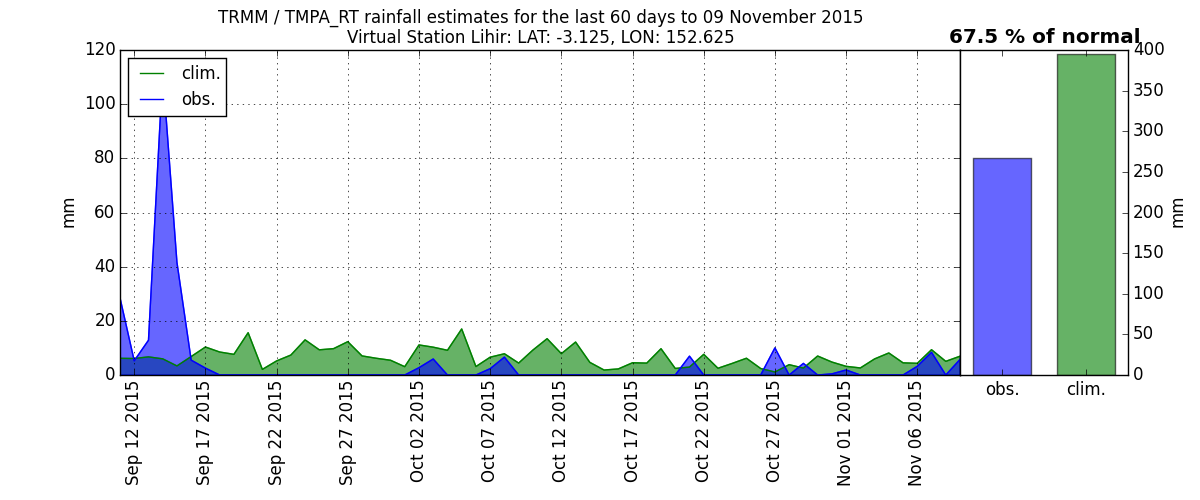 TRMM / TMPA_RT rainfall estimates for the last 60 days to 09 November 2015
Virtual Station Lihir: LAT: -3.125, LON: 152.625
67.5 % of normal
clim.
obs.
mm
120
100
80
60
40
20
0
Sep 12 2015
Sep 17 2015
Sep 22 2015
Sep 27 2015
Oct 02 2015
Oct 07 2015
Oct 12 2015
Oct 17 2015
Oct 22 2015
Oct 27 2015
Nov 01 2015
Nov 06 2015
obs.
clim.
400
350
300
250
200
150
100
50
0
mm